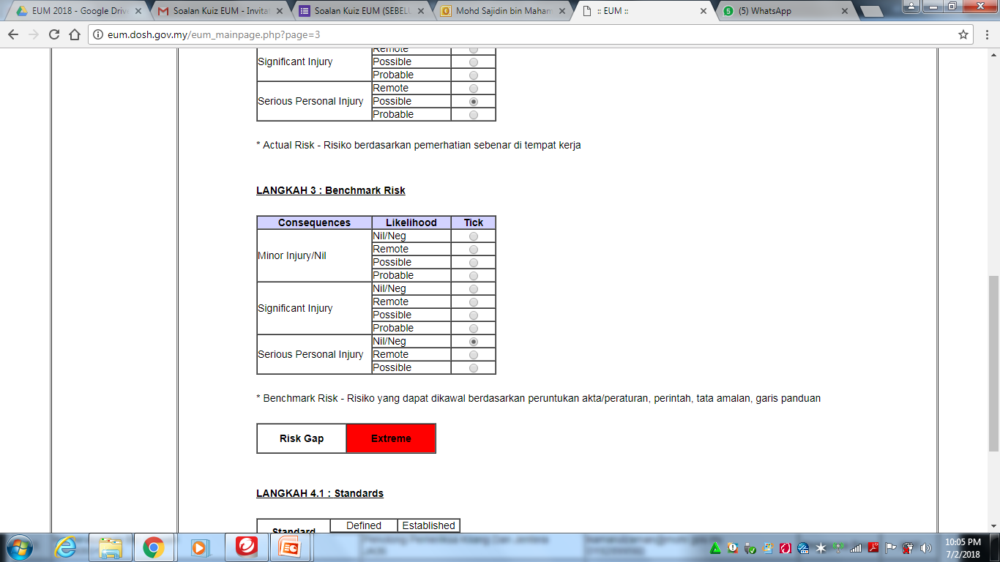 EUM 2018 - Google Drive
Soalan Kuiz EUM - Invita
Soalan Kuiz EUM (SEBEL
Mohd Sajidin bin Maham
:: EUM ::
(5) WhatsApp
eum.dosh.gov.my/eum_mainpage.php?page=3
Remote
Significant Injury
Possible
Probable
Remote
Serious Personal Injury
Possible
Probable
* Actual Risk - Risiko berdasarkan pemerhatian sebenar di tempat kerja
LANGKAH 3 : Benchmark Risk
Consequences Likelihood Tick
Nil/Neg
Remote
Minor Injury/Nil
Possible
Probable
Nil/Neg
Remote
Significant Injury
Possible
Probable
Nil/Neg
Serious Personal Injury Remote
Possible
* Benchmark Risk - Risiko yang dapat dikawal berdasarkan peruntukan akta/peraturan, perintah, tata amalan, garis panduan
Risk Gap Extreme
LANGKAH 4.1 : Standards
Defined Established
Standard
10:05 PM
7/2/2018